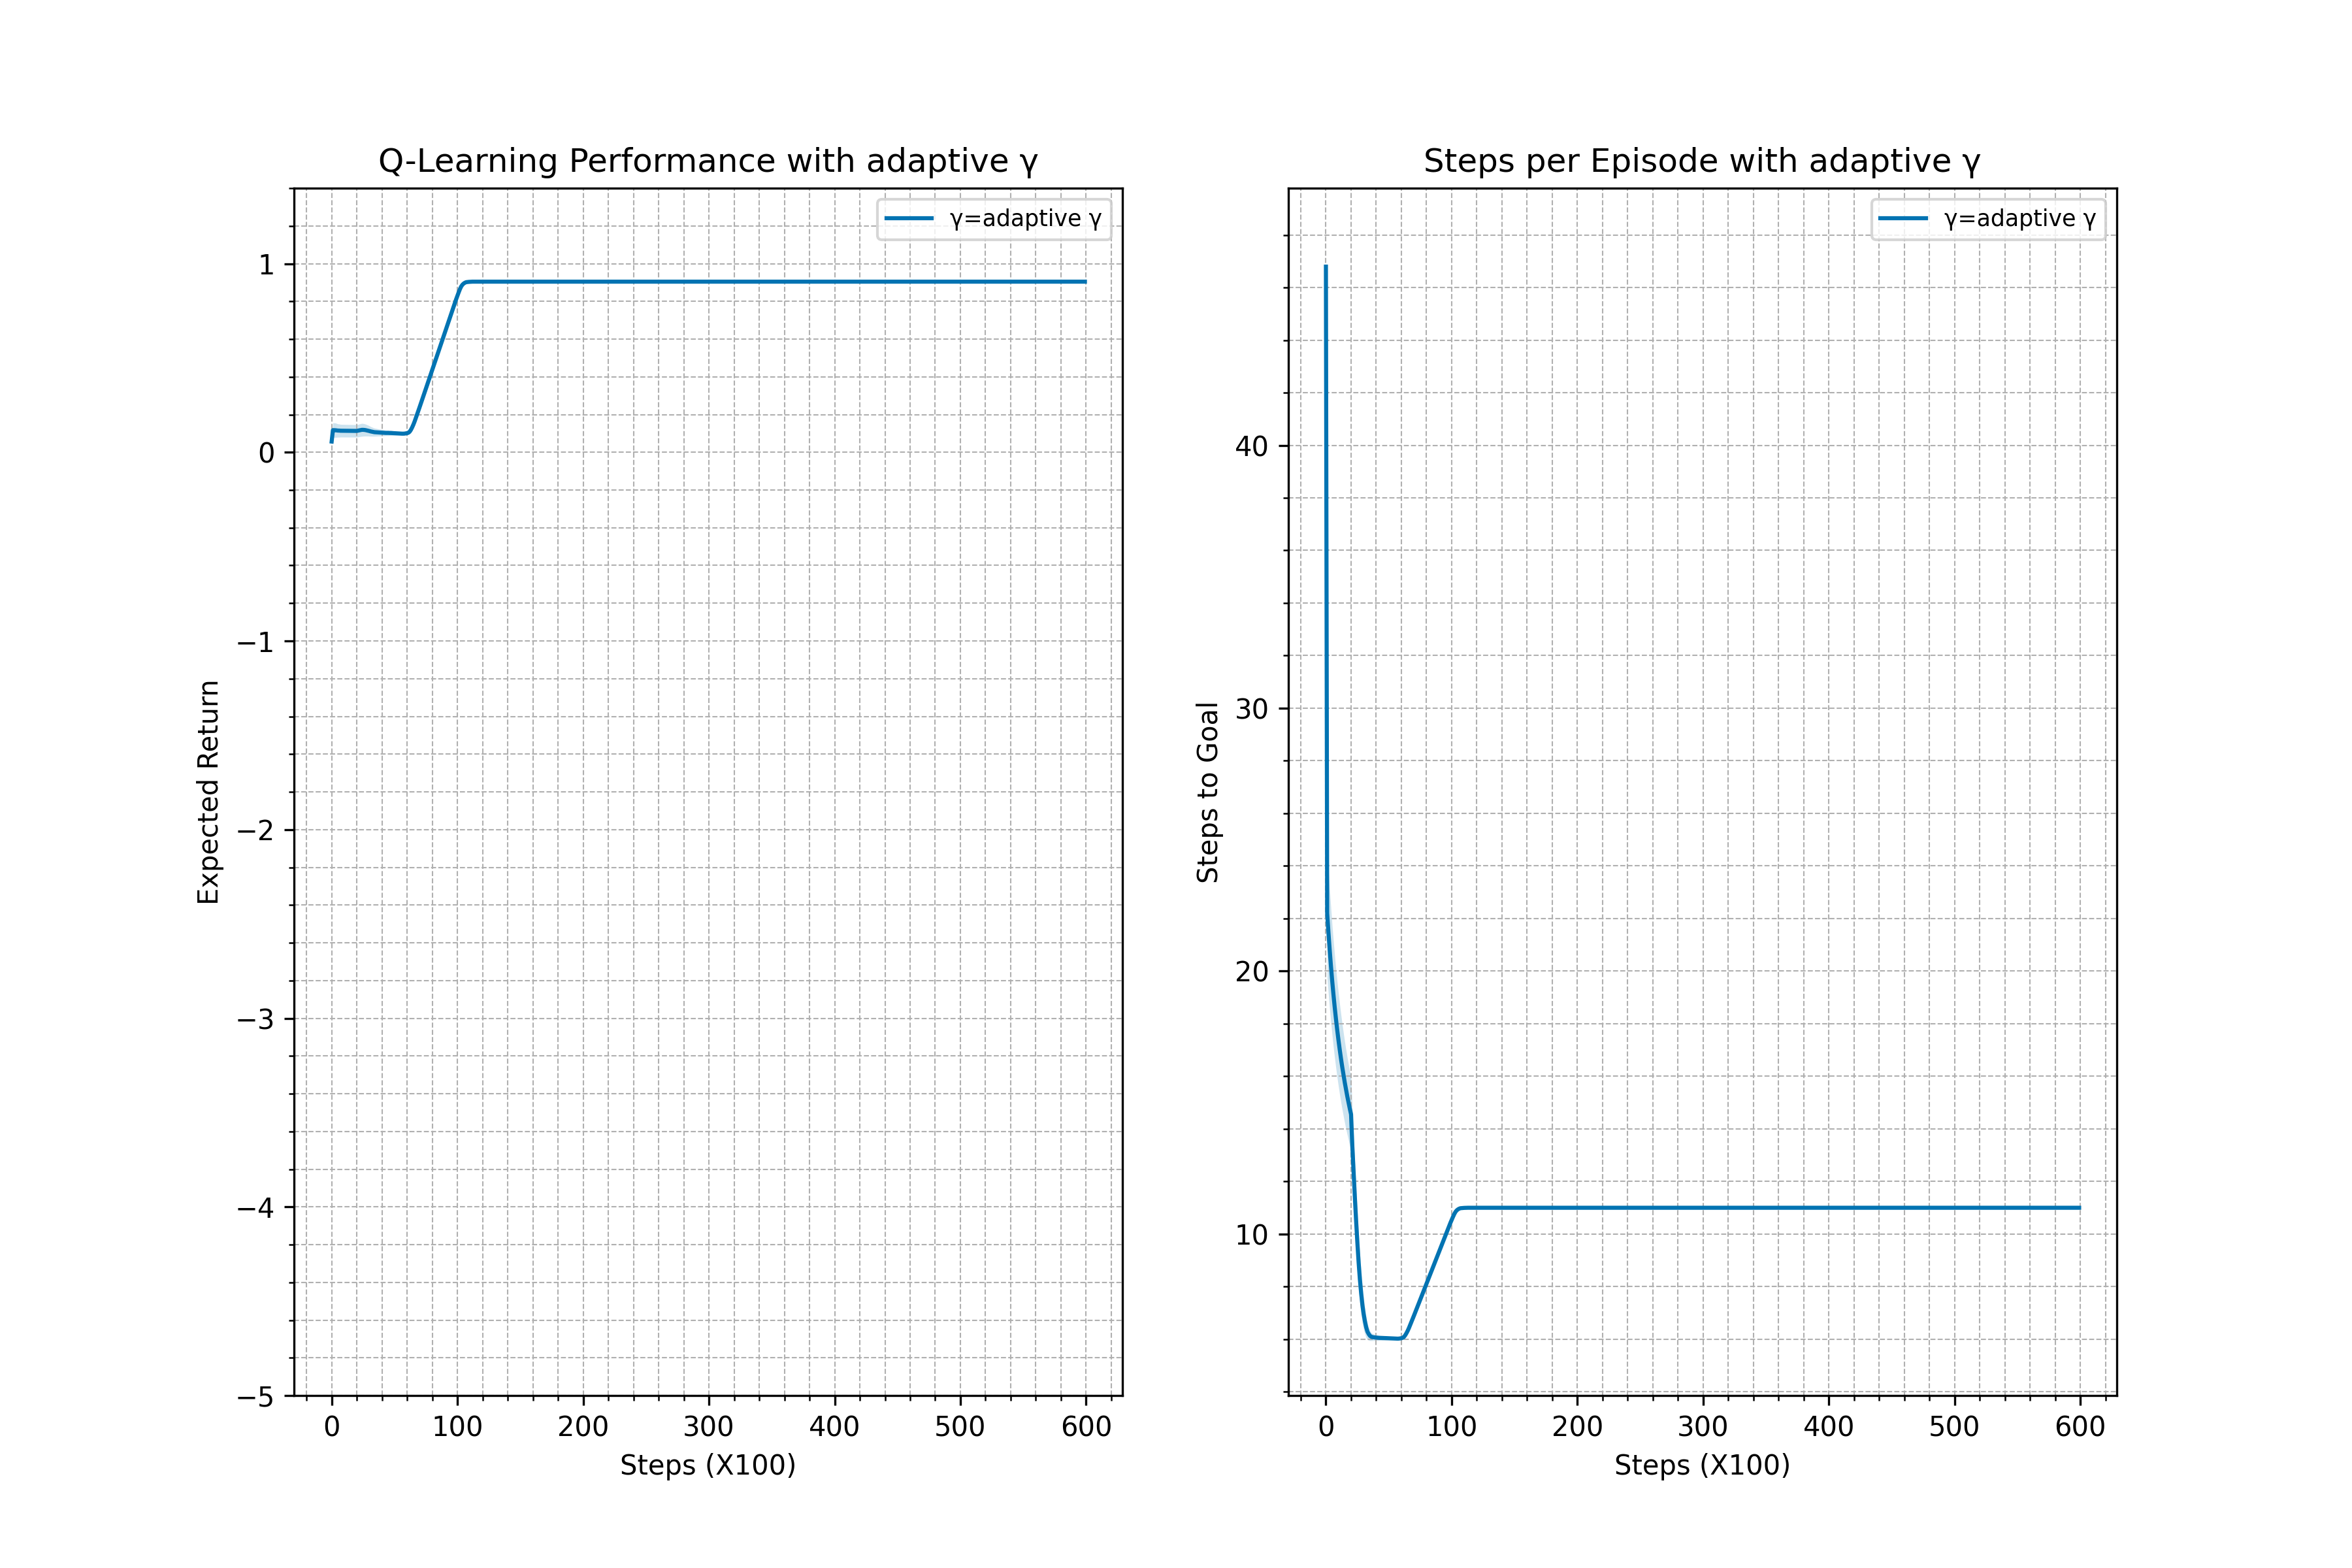 Q-Learning Performance with adaptive γ
γ=adaptive γ
1
0
−1
−2
−3
−4
−5
Expected Return
0 100 200 300 400 500 600
Steps (X100)
Steps per Episode with adaptive γ
γ=adaptive γ
40
30
20
10
Steps to Goal
0 100 200 300 400 500 600
Steps (X100)